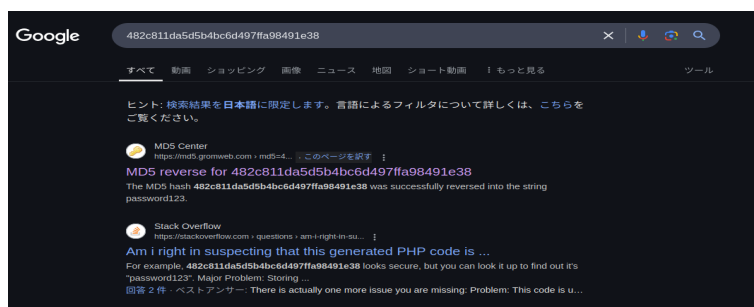 Google
482c811da5d5b4bc6d497ffa98491e38
すべて 動画 ショッピング 画像 ニュース 地図 ショート動画 もっと見る ツール
ヒント: 検索結果を日本語に限定します。言語によるフィルタについて詳しくは、こちらを
ご覧ください。
MD5 Center
https://md5.gromweb.com › md5=4... · このページを訳す
MD5 reverse for 482c811da5d5b4bc6d497ffa98491e38
The MD5 hash 482c811da5d5b4bc6d497ffa98491e38 was successfully reversed into the string
password123.
Stack Overflow
https://stackoverflow.com › questions › am-i-right-in-su...
Am i right in suspecting that this generated PHP code is ...
For example, 482c811da5d5b4bc6d497ffa98491e38 looks secure, but you can look it up to find out it's
"password123". Major Problem: Storing ...
回答 2 件 · ベストアンサー: There is actually one more issue you are missing: Problem: This code is u...